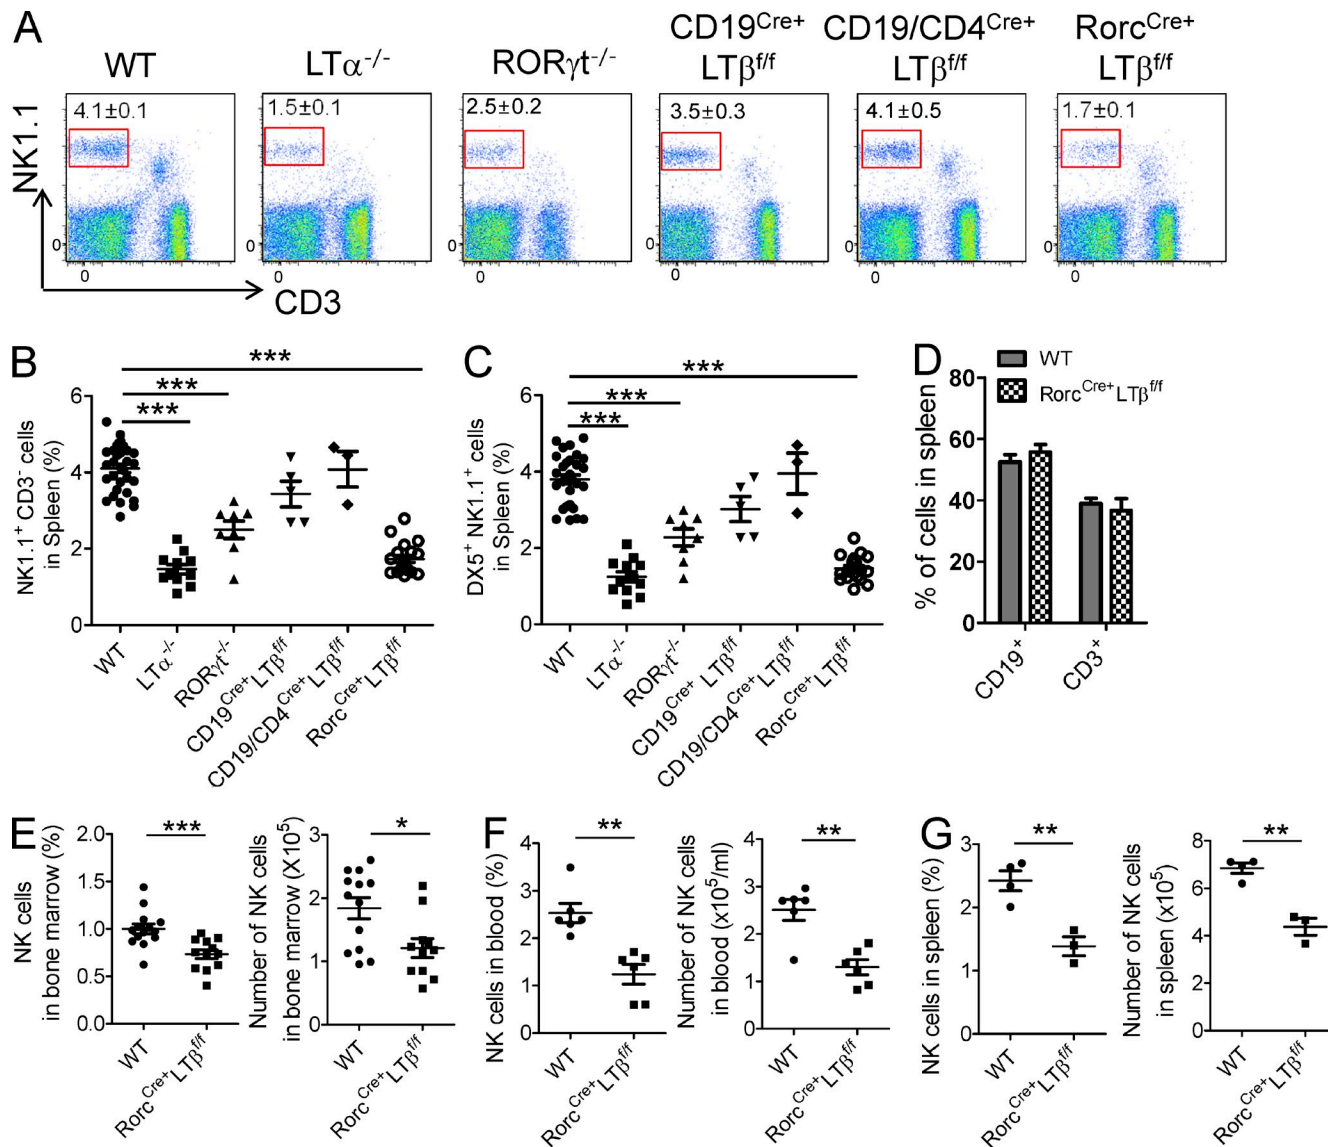 A
WT
LTα-/-
RORγt-/-
CD19Cre+
LTβf/f
CD19/CD4Cre+
LTβf/f
RorcCre+
LTβf/f
4.1±0.1
1.5±0.1
2.5±0.2
3.5±0.3
4.1±0.5
1.7±0.1
NK1.1
0
0
0
0
0
0
0
0
0
0
0
0
CD3
B
***
***
***
NK1.1+ CD3- cells
in Spleen (%)
6
4
2
0
WT
LTα-/-
RORγt-/-
CD19Cre+LTβf/f
CD19/CD4Cre+LTβf/f
RorcCre+LTβf/f
C
***
***
***
DX5+ NK1.1+ cells
in Spleen (%)
6
4
2
0
WT
LTα-/-
RORγt-/-
CD19Cre+ LTβf/f
CD19/CD4Cre+LTβf/f
RorcCre+LTβf/f
D
WT
RorcCre+LTβf/f
% of cells in spleen
80
60
40
20
0
CD19+
CD3+
E
***
NK cells
in bone marrow (%)
2.0
1.5
1.0
0.5
0.0
WT
RorcCre+LTβf/f
*
Number of NK cells
in bone marrow (X105)
3
2
1
0
WT
RorcCre+LTβf/f
F
**
NK cells in blood (%)
4
3
2
1
0
WT
RorcCre+LTβf/f
**
Number of NK cells
in blood (x105/ml)
4
3
2
1
0
WT
RorcCre+LTβf/f
G
**
NK cells in spleen (%)
3
2
1
0
WT
RorcCre+LTβf/f
**
Number of NK cells
in spleen (x105)
8
6
4
2
0
WT
RorcCre+LTβf/f